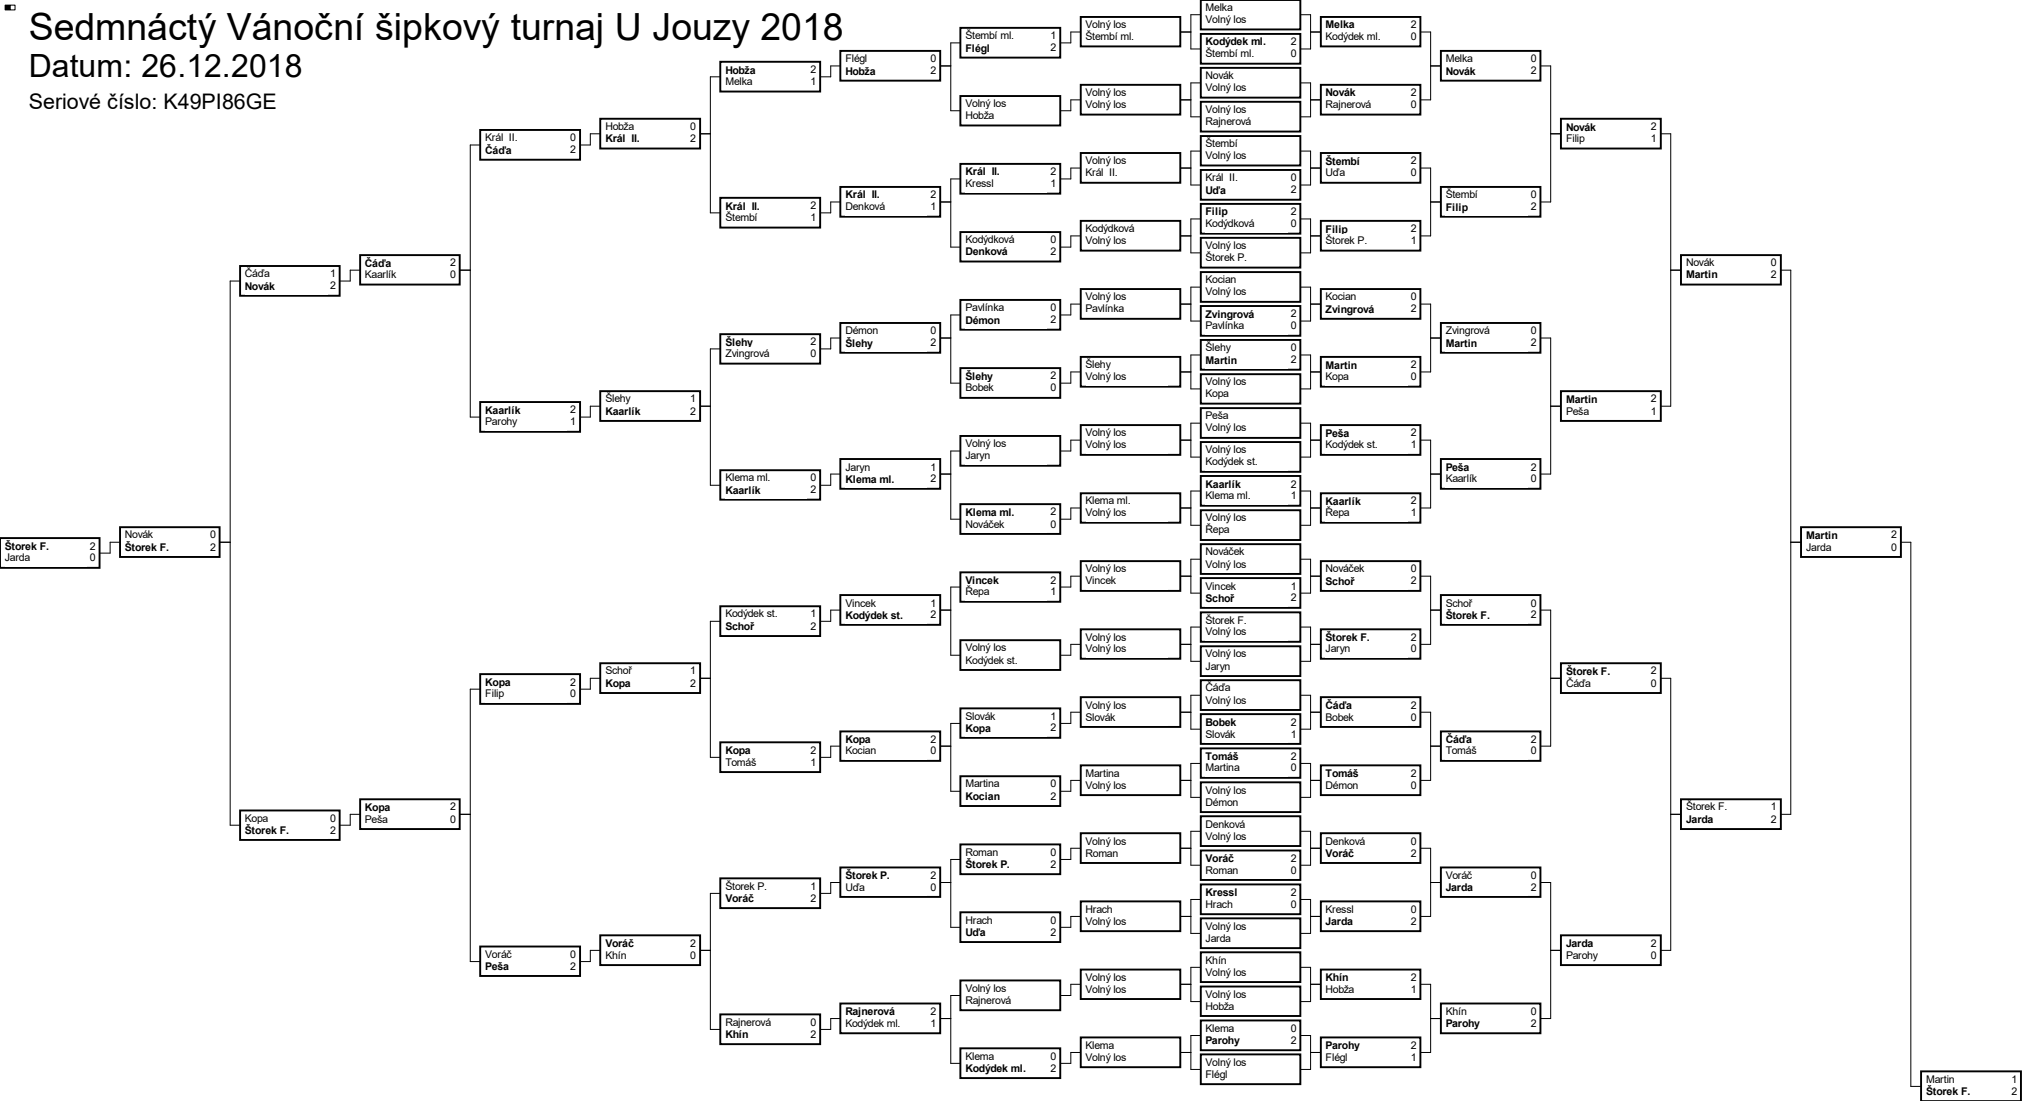 Sedmnáctý Vánoční šipkový turnaj U Jouzy 2018
Datum: 26.12.2018
Seriové číslo: K49PI86GE
Štorek F. 2
Jarda 0
Novák 0
Štorek F. 2
Čáďa 1
Novák 2
Kopa 0
Štorek F. 2
Čáďa 2
Kaarlík 0
Kopa 2
Peša 0
Král II. 0
Čáďa 2
Kaarlík 2
Parohy 1
Kopa 2
Filip 0
Voráč 0
Peša 2
Hobža 0
Král II. 2
Šlehy 1
Kaarlík 2
Schoř 1
Kopa 2
Voráč 2
Khín 0
Hobža 2
Melka 1
Král II. 2
Štembí 1
Šlehy 2
Zvingrová 0
Klema ml. 0
Kaarlík 2
Kodýdek st. 1
Schoř 2
Kopa 2
Tomáš 1
Štorek P. 1
Voráč 2
Rajnerová 0
Khín 2
Flégl 0
Hobža 2
Král II. 2
Denková 1
Démon 0
Šlehy 2
Jaryn 1
Klema ml. 2
Vincek 1
Kodýdek st. 2
Kopa 2
Kocian 0
Štorek P. 2
Uďa 0
Rajnerová 2
Kodýdek ml. 1
Štembí ml. 1
Flégl 2
Volný los
Hobža
Král II. 2
Kressl 1
Kodýdková 0
Denková 2
Pavlínka 0
Démon 2
Šlehy 2
Bobek 0
Volný los
Jaryn
Klema ml. 2
Nováček 0
Vincek 2
Řepa 1
Volný los
Kodýdek st.
Slovák 1
Kopa 2
Martina 0
Kocian 2
Roman 0
Štorek P. 2
Hrach 0
Uďa 2
Volný los
Rajnerová
Klema 0
Kodýdek ml. 2
Volný los
Štembí ml.
Volný los
Volný los
Volný los
Král II.
Kodýdková
Volný los
Volný los
Pavlínka
Šlehy
Volný los
Volný los
Volný los
Klema ml.
Volný los
Volný los
Vincek
Volný los
Volný los
Volný los
Slovák
Martina
Volný los
Volný los
Roman
Hrach
Volný los
Volný los
Volný los
Klema
Volný los
Melka
Volný los
Kodýdek ml. 2
Štembí ml. 0
Novák
Volný los
Volný los
Rajnerová
Štembí
Volný los
Král II. 0
Uďa 2
Filip 2
Kodýdková 0
Volný los
Štorek P.
Kocian
Volný los
Zvingrová 2
Pavlínka 0
Šlehy 0
Martin 2
Volný los
Kopa
Peša
Volný los
Volný los
Kodýdek st.
Kaarlík 2
Klema ml. 1
Volný los
Řepa
Nováček
Volný los
Vincek 1
Schoř 2
Štorek F.
Volný los
Volný los
Jaryn
Čáďa
Volný los
Bobek 2
Slovák 1
Tomáš 2
Martina 0
Volný los
Démon
Denková
Volný los
Voráč 2
Roman 0
Kressl 2
Hrach 0
Volný los
Jarda
Khín
Volný los
Volný los
Hobža
Klema 0
Parohy 2
Volný los
Flégl
Melka 2
Kodýdek ml. 0
Novák 2
Rajnerová 0
Štembí 2
Uďa 0
Filip 2
Štorek P. 1
Kocian 0
Zvingrová 2
Martin 2
Kopa 0
Peša 2
Kodýdek st. 1
Kaarlík 2
Řepa 1
Nováček 0
Schoř 2
Štorek F. 2
Jaryn 0
Čáďa 2
Bobek 0
Tomáš 2
Démon 0
Denková 0
Voráč 2
Kressl 0
Jarda 2
Khín 2
Hobža 1
Parohy 2
Flégl 1
Melka 0
Novák 2
Štembí 0
Filip 2
Zvingrová 0
Martin 2
Peša 2
Kaarlík 0
Schoř 0
Štorek F. 2
Čáďa 2
Tomáš 0
Voráč 0
Jarda 2
Khín 0
Parohy 2
Novák 2
Filip 1
Martin 2
Peša 1
Štorek F. 2
Čáďa 0
Jarda 2
Parohy 0
Novák 0
Martin 2
Štorek F. 1
Jarda 2
Martin 2
Jarda 0
Martin 1
Štorek F. 2